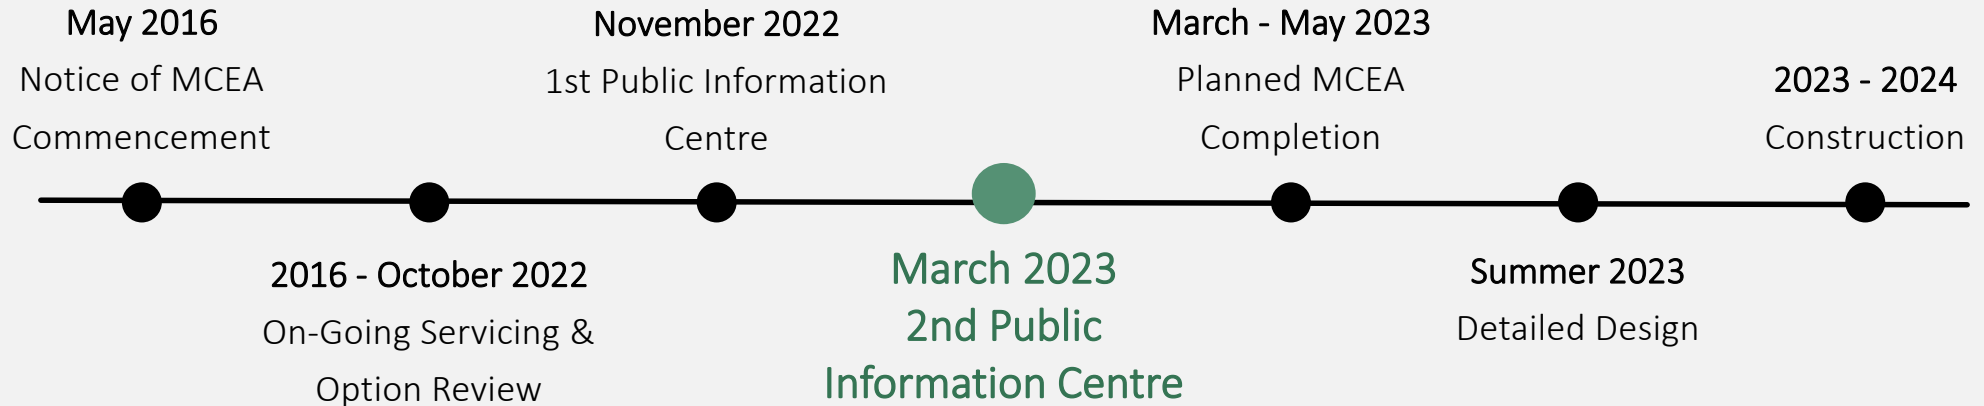 May 2016
Notice of MCEA
Commencement
2016 - October 2022
On-Going Servicing &
Option Review
November 2022
1st Public Information
Centre
March 2023
2nd Public
Information Centre
March - May 2023
Planned MCEA
Completion
Summer 2023
Detailed Design
2023 - 2024
Construction